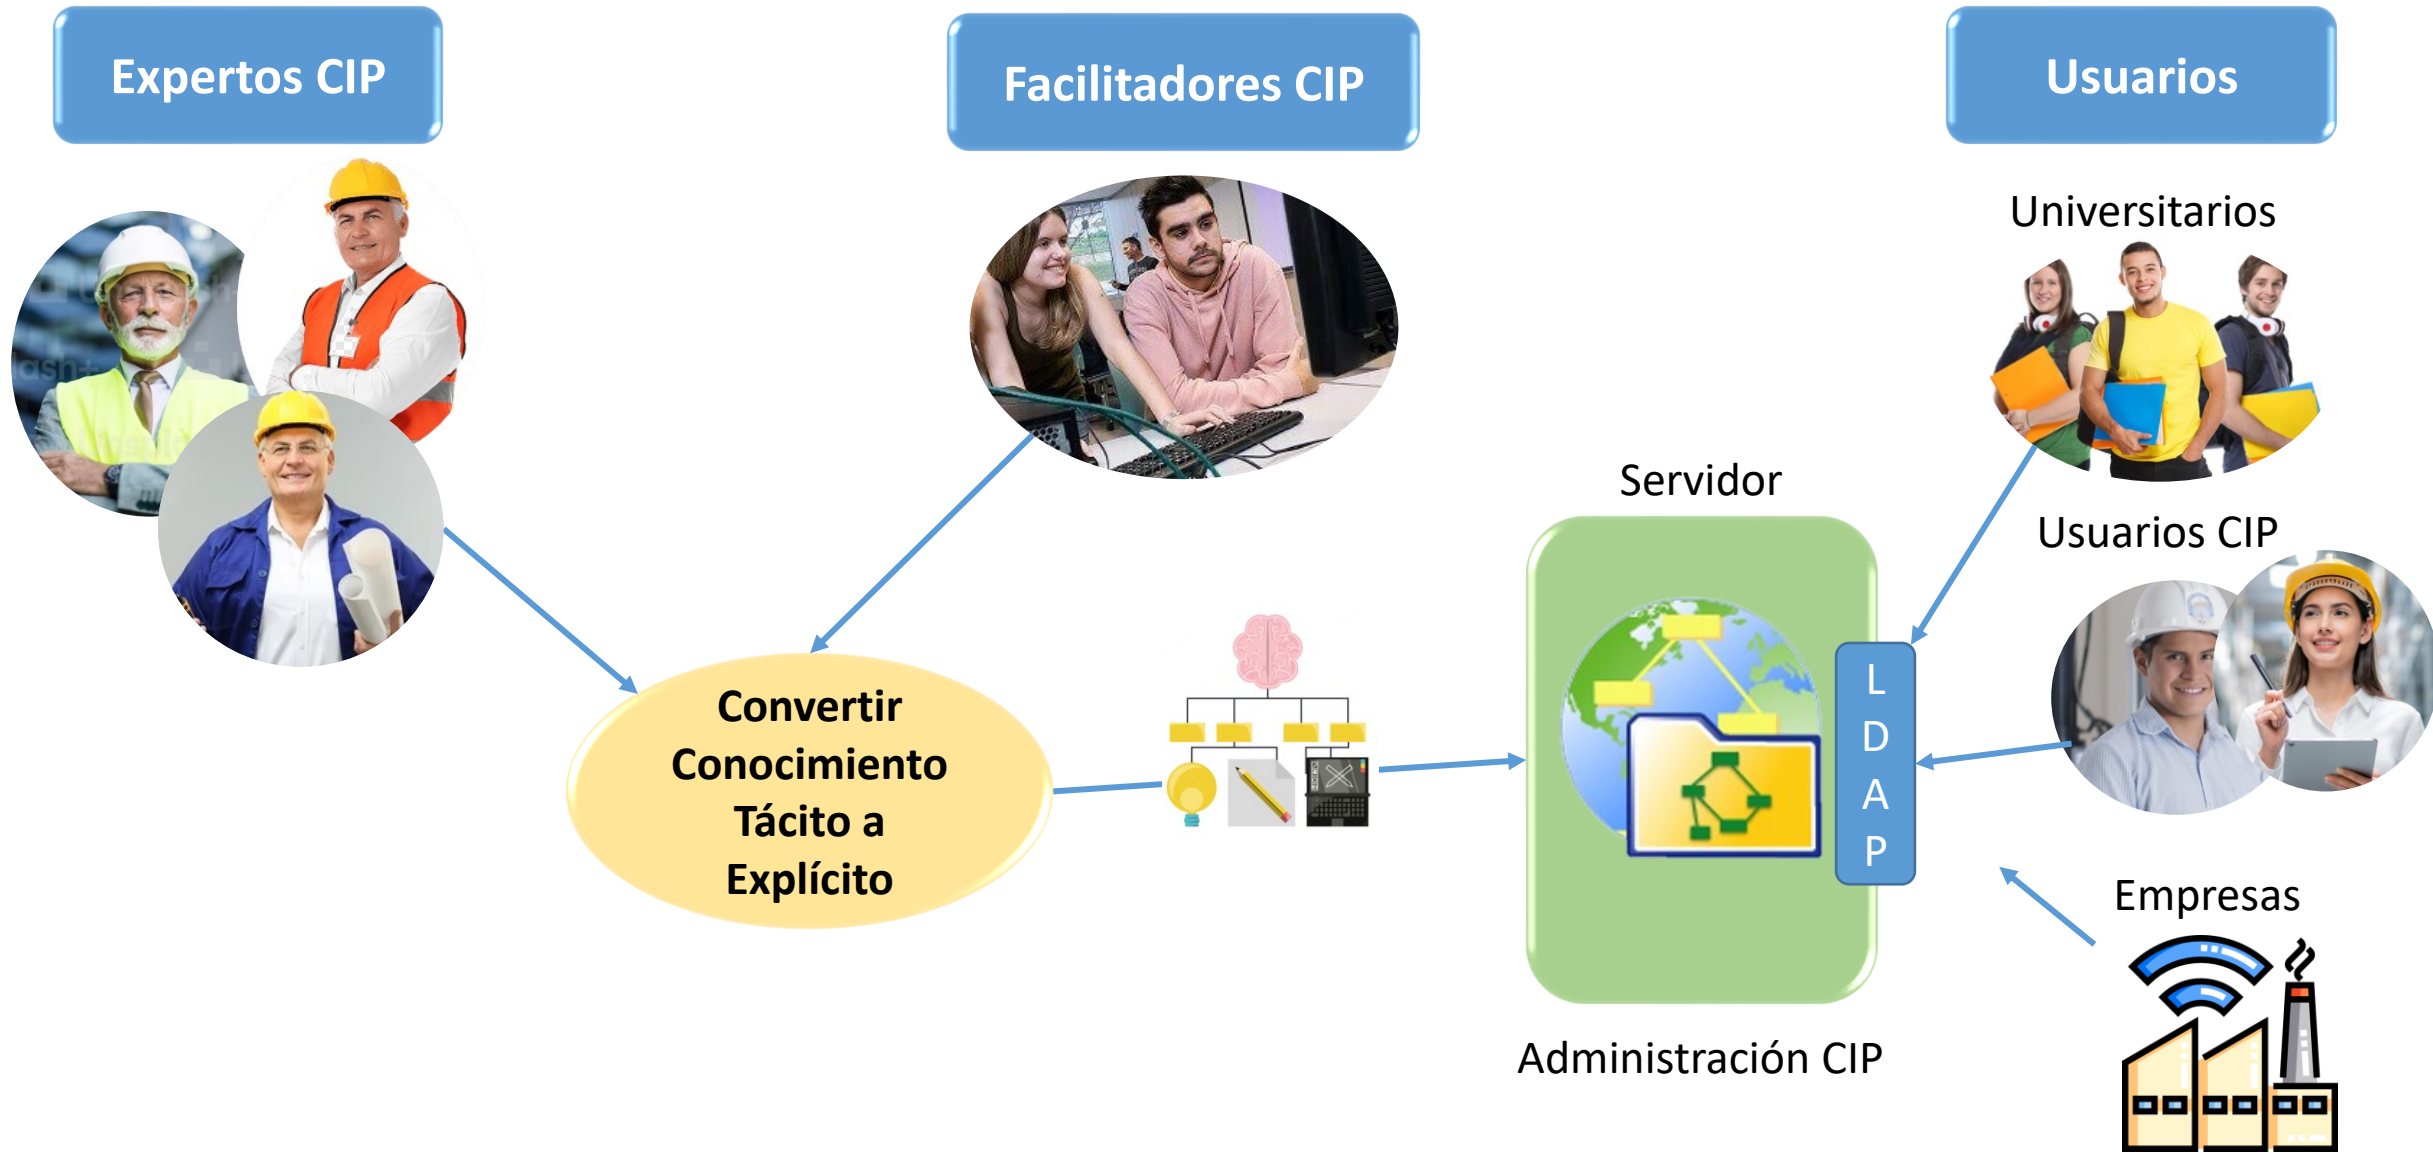 Expertos CIP
Facilitadores CIP
Usuarios
Universitarios
Servidor
Usuarios CIP
Convertir
Conocimiento
Tácito a
Explícito
L
D
A
P
Empresas
Administración CIP